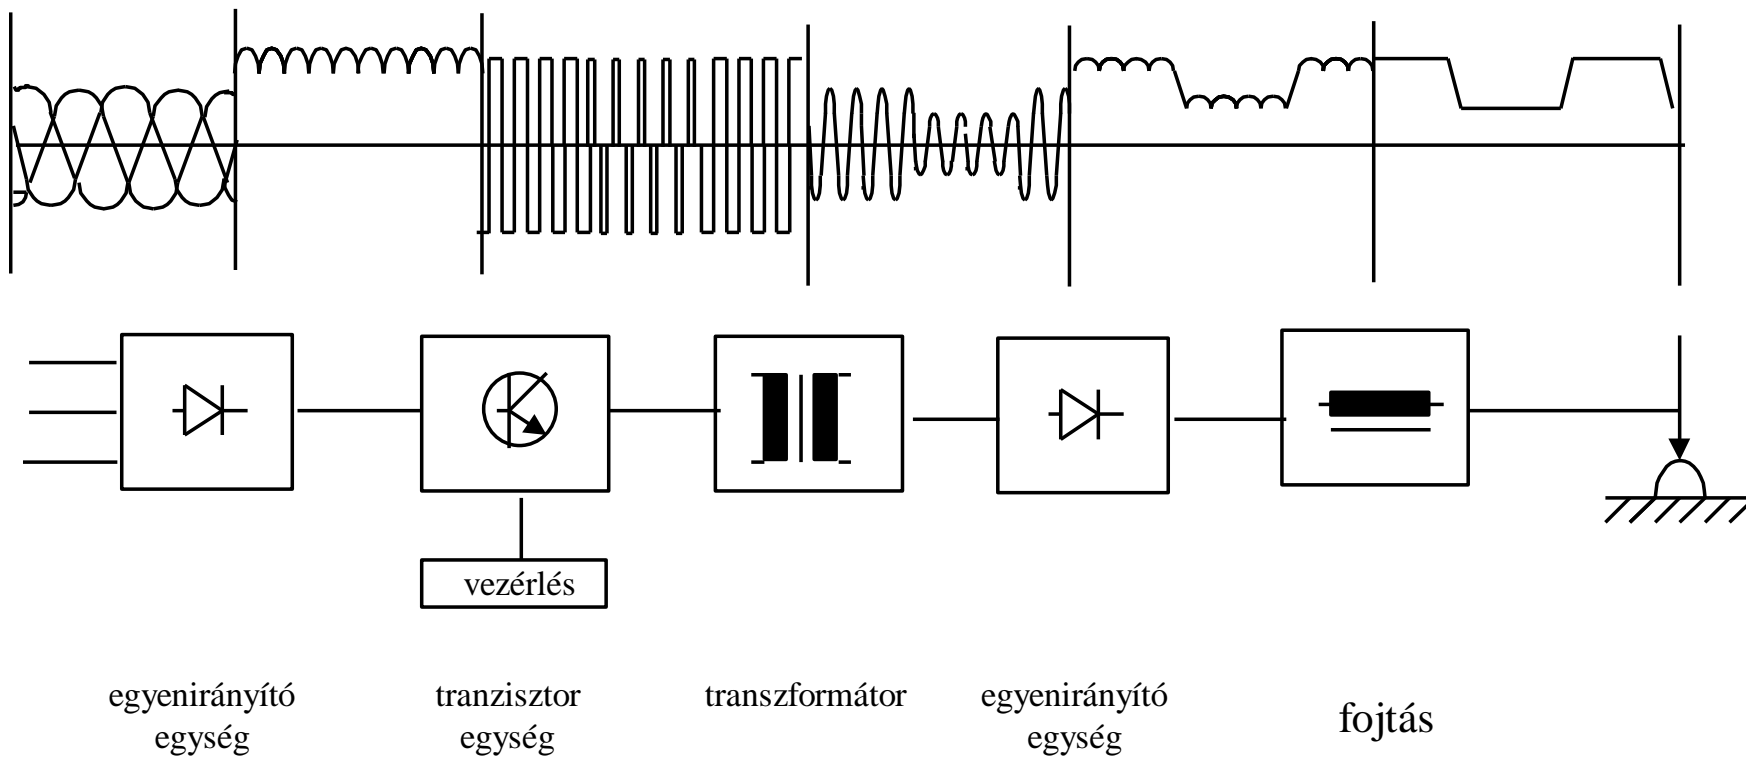 vezérlés
egyenirányító
egység
tranzisztor
egység
transzformátor
egyenirányító
egység
fojtás